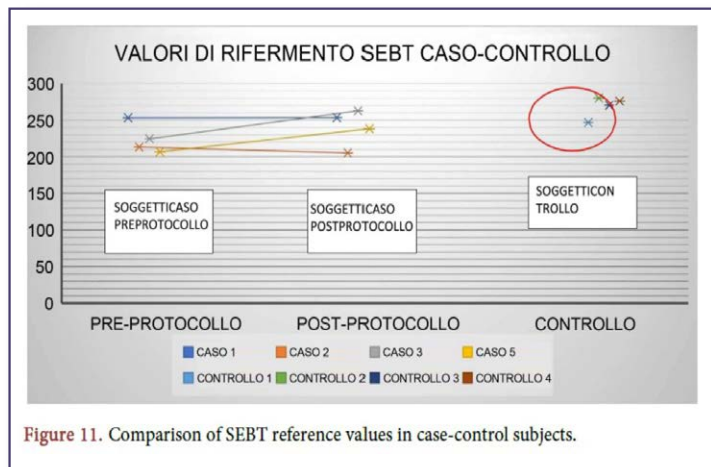 VALORI DI RIFERMENTO SEBT CASO-CONTROLLO
300
250
200
150
100
50
0
SOGGETTICASO
PREPROTOCOLLO
SOGGETTICASO
POSTPROTOCOLLO
SOGGETTICON
TROLLO
PRE-PROTOCOLLO POST-PROTOCOLLO CONTROLLO
CASO 1 CASO 2 CASO 3 CASO 5
CONTROLLO 1 CONTROLLO 2 CONTROLLO 3 CONTROLLO 4
Figure 11. Comparison of SEBT reference values in case-control subjects.